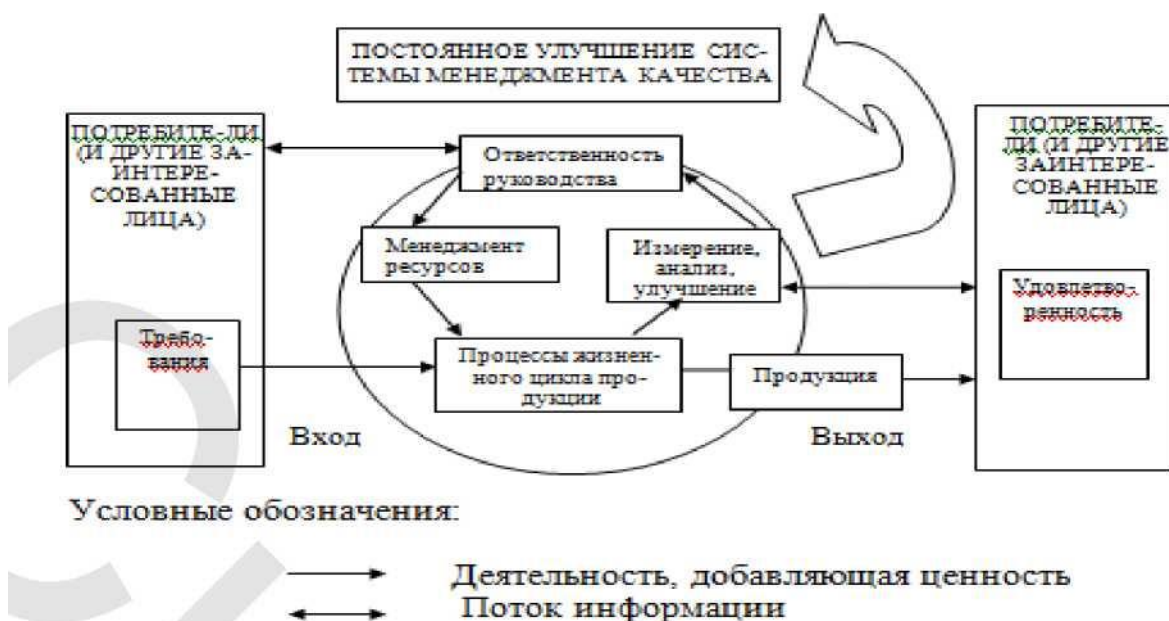 ПОСТОЯННОЕ УЛУЧШЕНИЕ СИС-
ТЕМЫ МЕНЕДЖМЕНТА КАЧЕСТВА
ПОТРЕБИТЕ-ЛИ
(И ДРУГИЕ ЗА-
ИНТЕРЕ-
СОВАННЫЕ
ЛИЦА)
Требо-
вания
Ответственность
руководства
Менеджмент
ресурсов
Измерение,
анализ,
улучшение
Процессы жизнен-
ного цикла про-
дукции
Продукция
Вход
Выход
ПОТРЕБИТЕ-
ЛИ (И ДРУГИЕ
ЗАИНТЕРЕ-
СОВАННЫЕ
ЛИЦА)
Удовлетво-
ренность
Условные обозначения:
Деятельность, добавляющая ценность
Поток информации